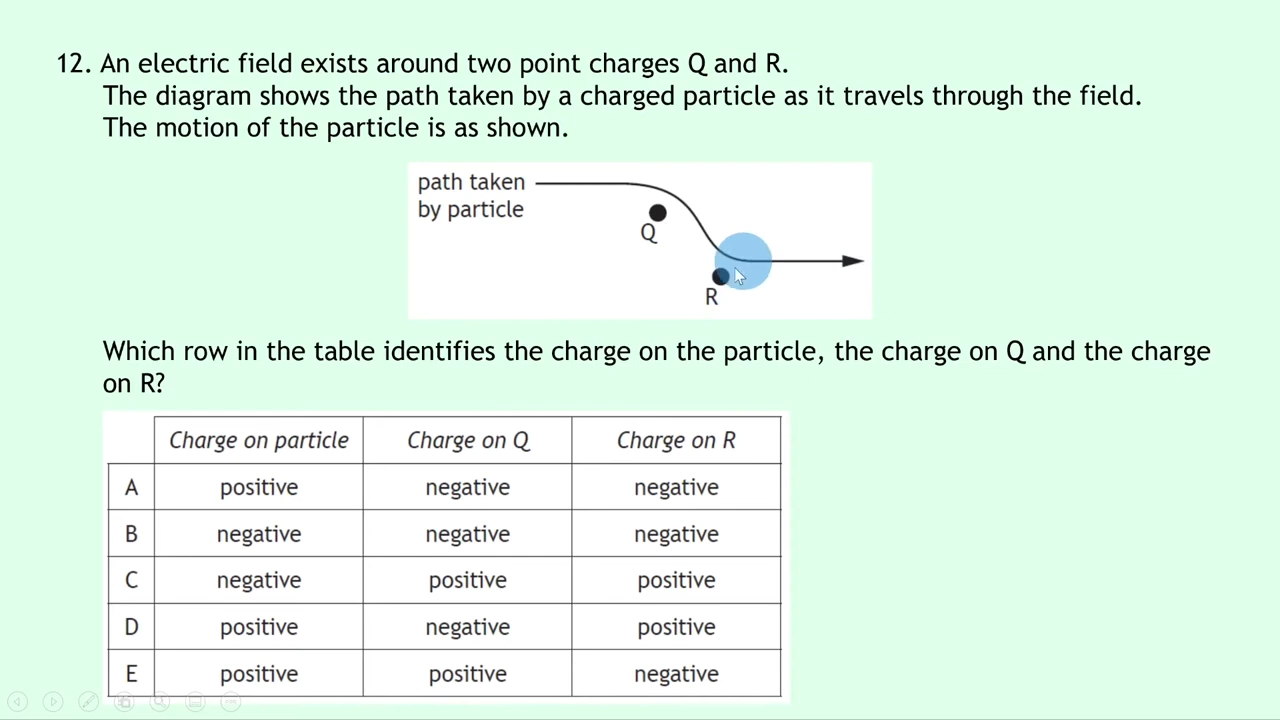 12. An electric field exists around two point charges Q and R.
The diagram shows the path taken by a charged particle as it travels through the field.
The motion of the particle is as shown.
path taken
by particle
Q
R
Which row in the table identifies the charge on the particle, the charge on Q and the charge
on R?
Charge on particle Charge on Q Charge on R
A positive negative negative
B negative negative negative
C negative positive positive
D positive negative positive
E positive positive negative